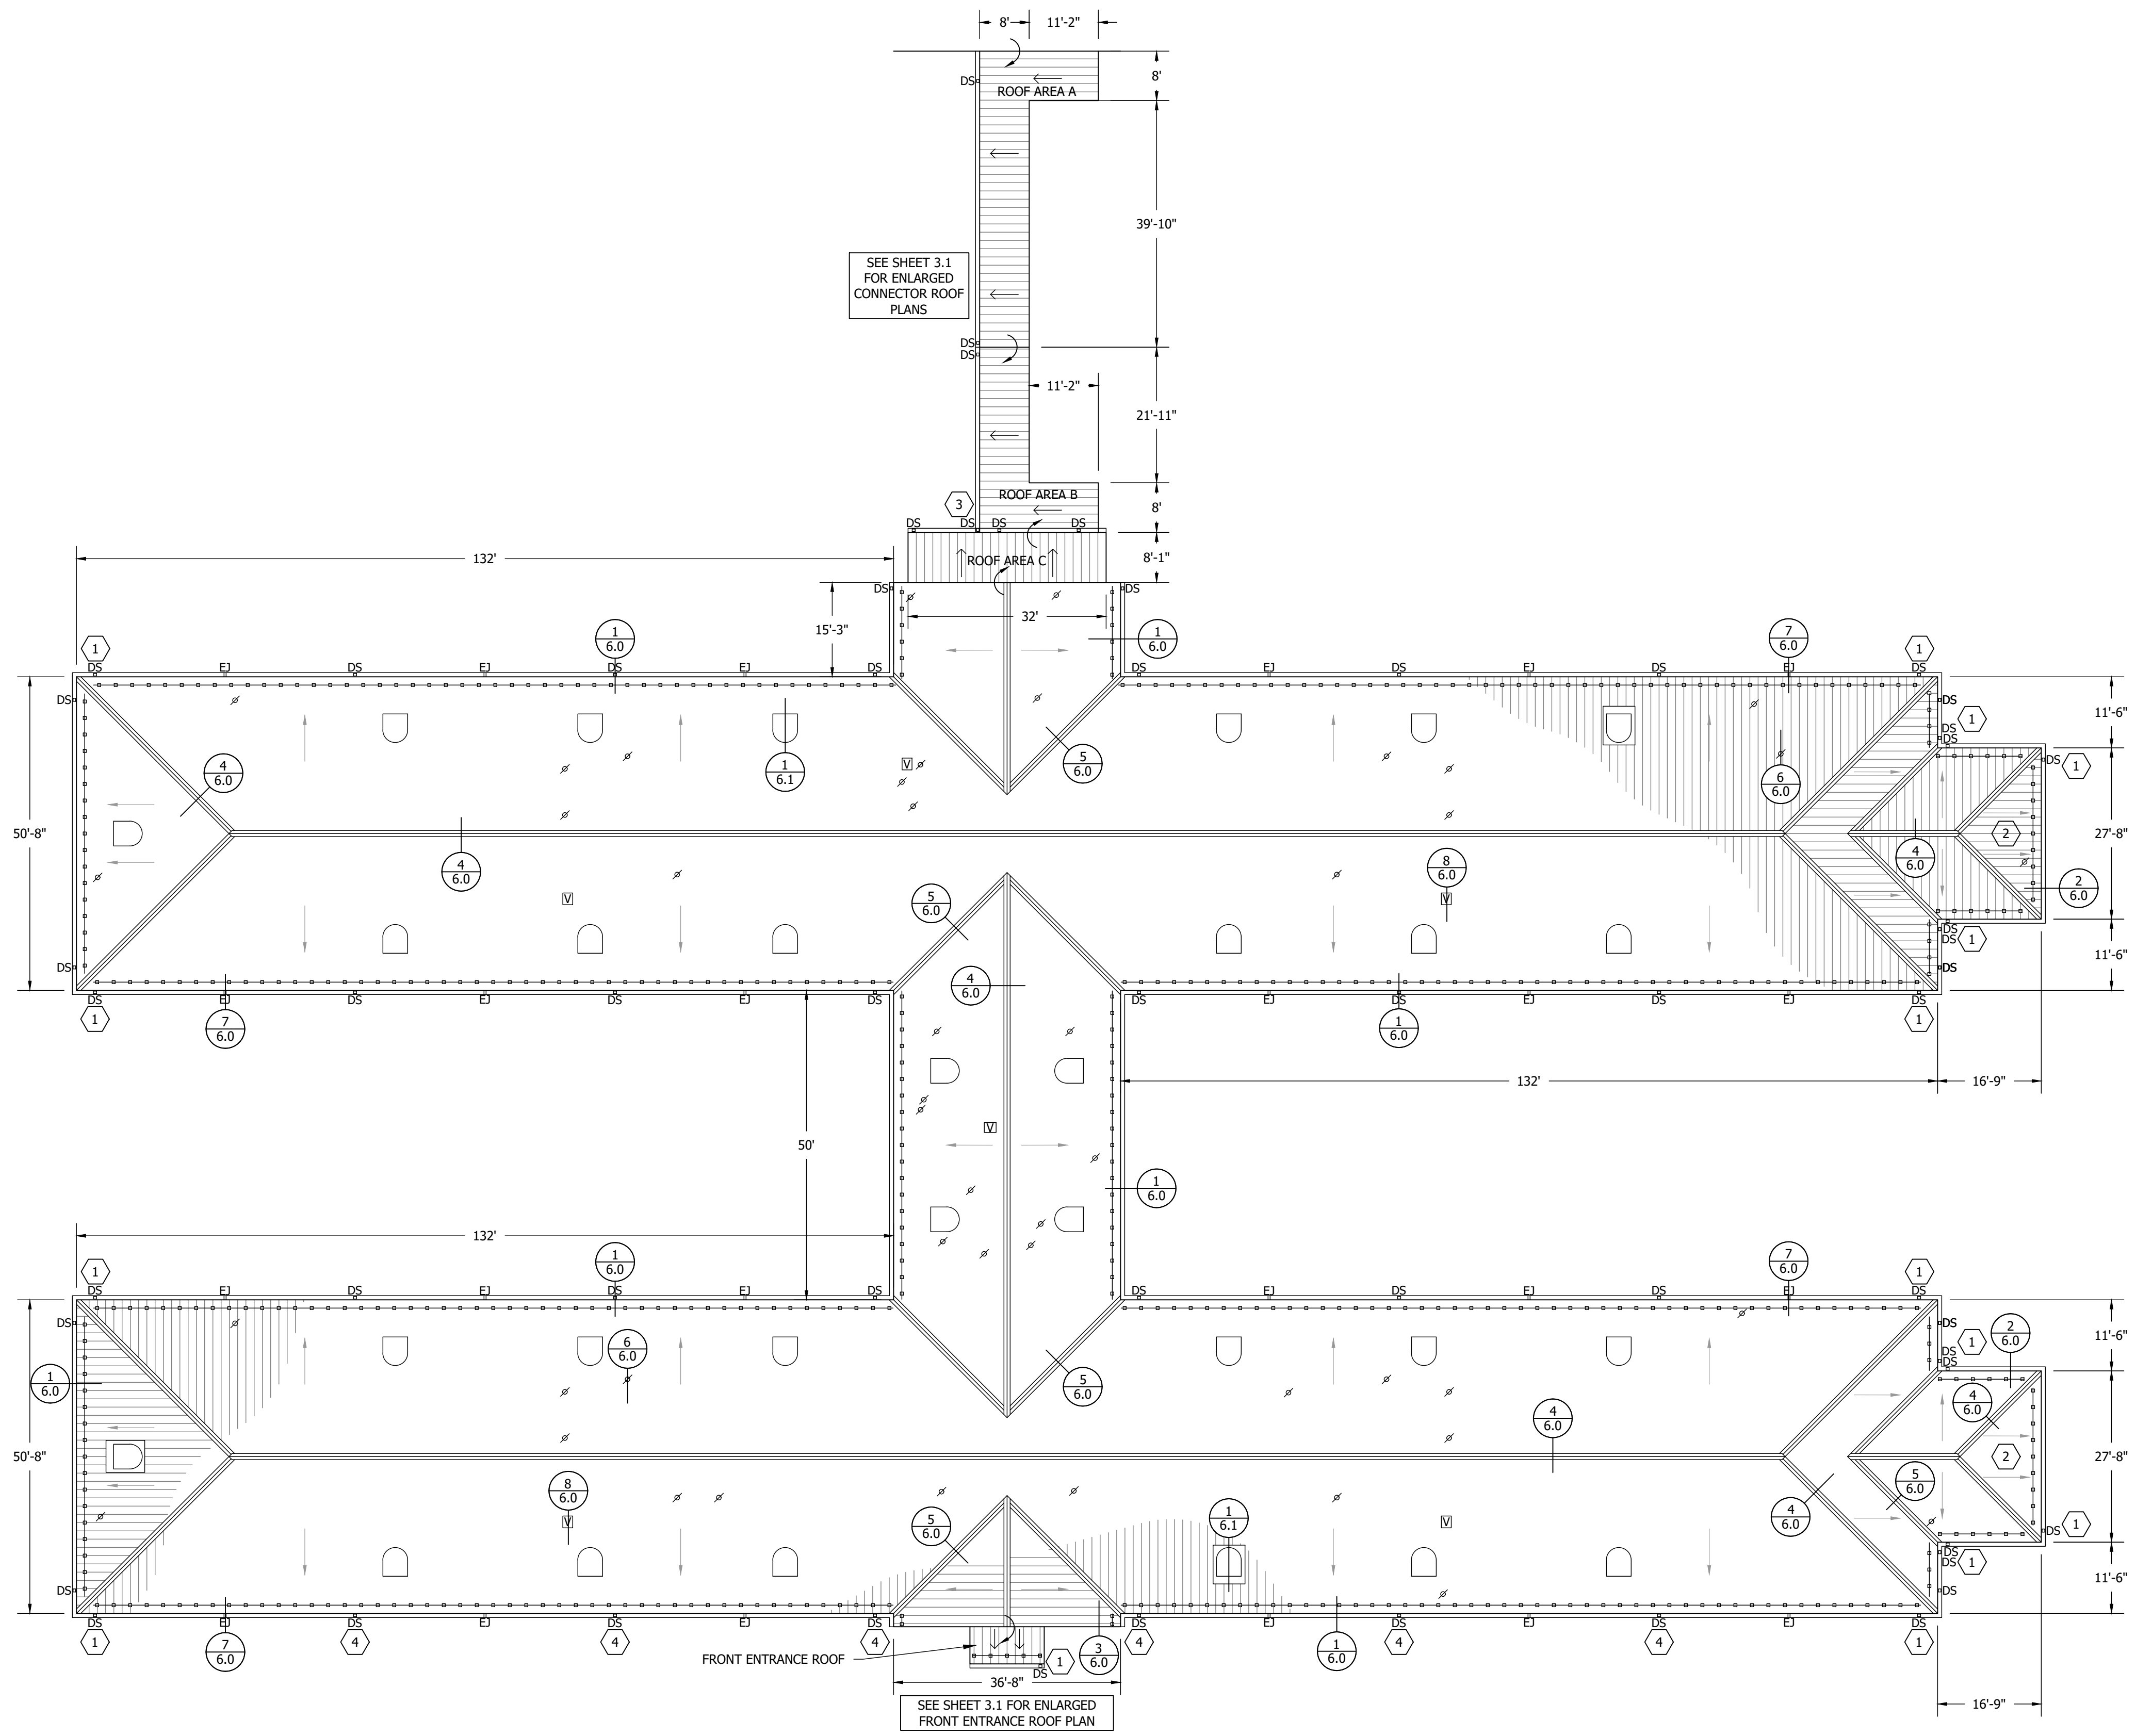 8'
11'-2"
DS
8'
ROOF AREA A
39'-10"
SEE SHEET 3.1
FOR ENLARGED
CONNECTOR ROOF
PLANS
DS
DS
11'-2"
21'-11"
ROOF AREA B
3
8'
DS DS DS DS
132'
ROOF AREA C
8'-1"
DS DS
32'
15'-3"
1
6.0
1
6.0
7
6.0
1 1
DS EJ DS EJ DS EJ DS DS EJ DS EJ DS EJ DS
DS DS
11'-6"
1
DS
DS
DS
1
V
5
6.0
4
6.0
1
6.1
6
6.0
50'-8"
2
27'-8"
4
6.0
4
6.0
8
6.0
2
6.0
V V
5
6.0
DS
DS
1
11'-6"
DS DS
4
6.0
DS EJ DS EJ DS EJ DS DS EJ DS EJ DS EJ DS
1 1
7
6.0
1
6.0
132'
16'-9"
V
50'
1
6.0
132'
1
6.0
7
6.0
1 1
DS EJ DS EJ DS EJ DS DS EJ DS EJ DS EJ DS
DS DS
11'-6"
2
6.0
1
DS
DS
6
6.0
1
6.0
5
6.0
4
6.0
4
6.0
50'-8"
2
27'-8"
5
6.0
8
6.0
4
6.0
1
6.1
5
6.0
V V
DS
1
DS
DS
1
11'-6"
DS DS
DS EJ DS EJ DS EJ DS DS EJ DS EJ DS EJ DS
1 4 4 4 4 4 4 1
7
6.0
1
6.0
3
6.0
FRONT ENTRANCE ROOF
1
DS
36'-8"
16'-9"
SEE SHEET 3.1 FOR ENLARGED
FRONT ENTRANCE ROOF PLAN